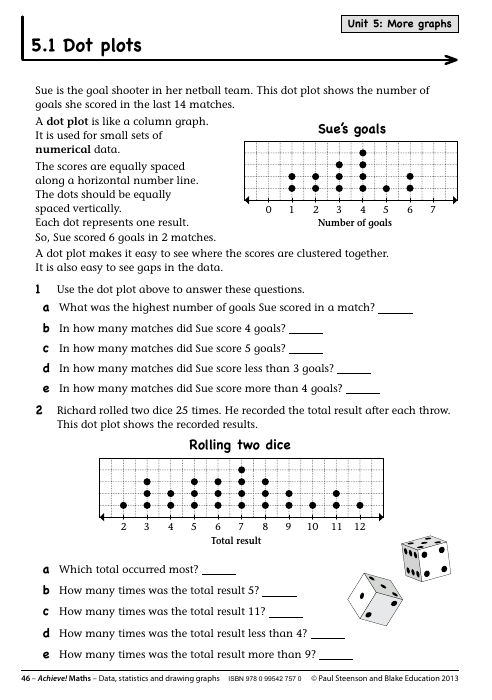 Unit 5: More graphs
5.1 Dot plots
Sue is the goal shooter in her netball team. This dot plot shows the number of
goals she scored in the last 14 matches.
A dot plot is like a column graph.
It is used for small sets of
numerical data.
The scores are equally spaced
along a horizontal number line.
The dots should be equally
spaced vertically.
Each dot represents one result.
So, Sue scored 6 goals in 2 matches.
Sue's goals
0 1 2 3 4 5 6 7
Number of goals
A dot plot makes it easy to see where the scores are clustered together.
It is also easy to see gaps in the data.
1 Use the dot plot above to answer these questions.
a What was the highest number of goals Sue scored in a match? ______
b In how many matches did Sue score 4 goals? ______
c In how many matches did Sue score 5 goals? ______
d In how many matches did Sue score less than 3 goals? ______
e In how many matches did Sue score more than 4 goals? ______
2 Richard rolled two dice 25 times. He recorded the total result after each throw.
This dot plot shows the recorded results.
Rolling two dice
2 3 4 5 6 7 8 9 10 11 12
Total result
a Which total occurred most? ______
b How many times was the total result 5? ______
c How many times was the total result 11? ______
d How many times was the total result less than 4? ______
e How many times was the total result more than 9? ______
46 – Achieve! Maths – Data, statistics and drawing graphs ISBN 978 0 99542 757 0 © Paul Steenson and Blake Education 2013